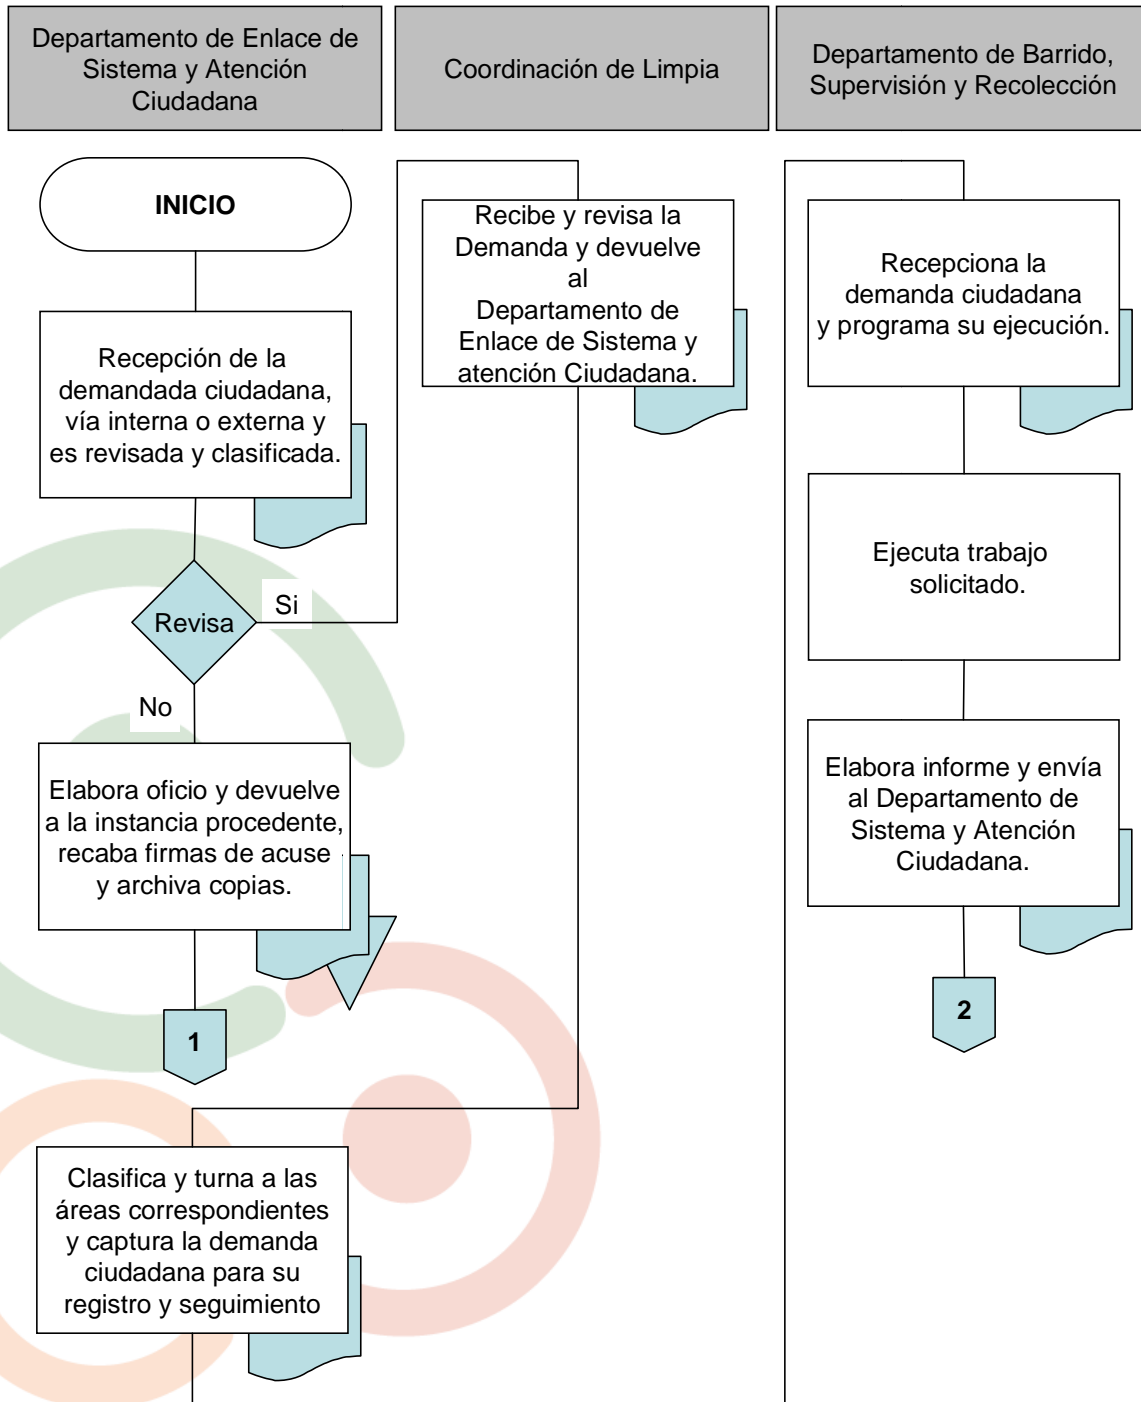 Departamento de Enlace de
Sistema y Atención
Ciudadana
Coordinación de Limpia
Departamento de Barrido,
Supervisión y Recolección
INICIO
Recepción de la
demandada ciudadana,
vía interna o externa y
es revisada y clasificada.
Revisa
Si
No
Elabora oficio y devuelve
a la instancia procedente,
recaba firmas de acuse
y archiva copias.
1
Clasifica y turna a las
áreas correspondientes
y captura la demanda
ciudadana para su
registro y seguimiento
Recibe y revisa la
Demanda y devuelve
al
Departamento de
Enlace de Sistema y
atención Ciudadana.
Recepciona la
demanda ciudadana
y programa su ejecución.
Ejecuta trabajo
solicitado.
Elabora informe y envía
al Departamento de
Sistema y Atención
Ciudadana.
2